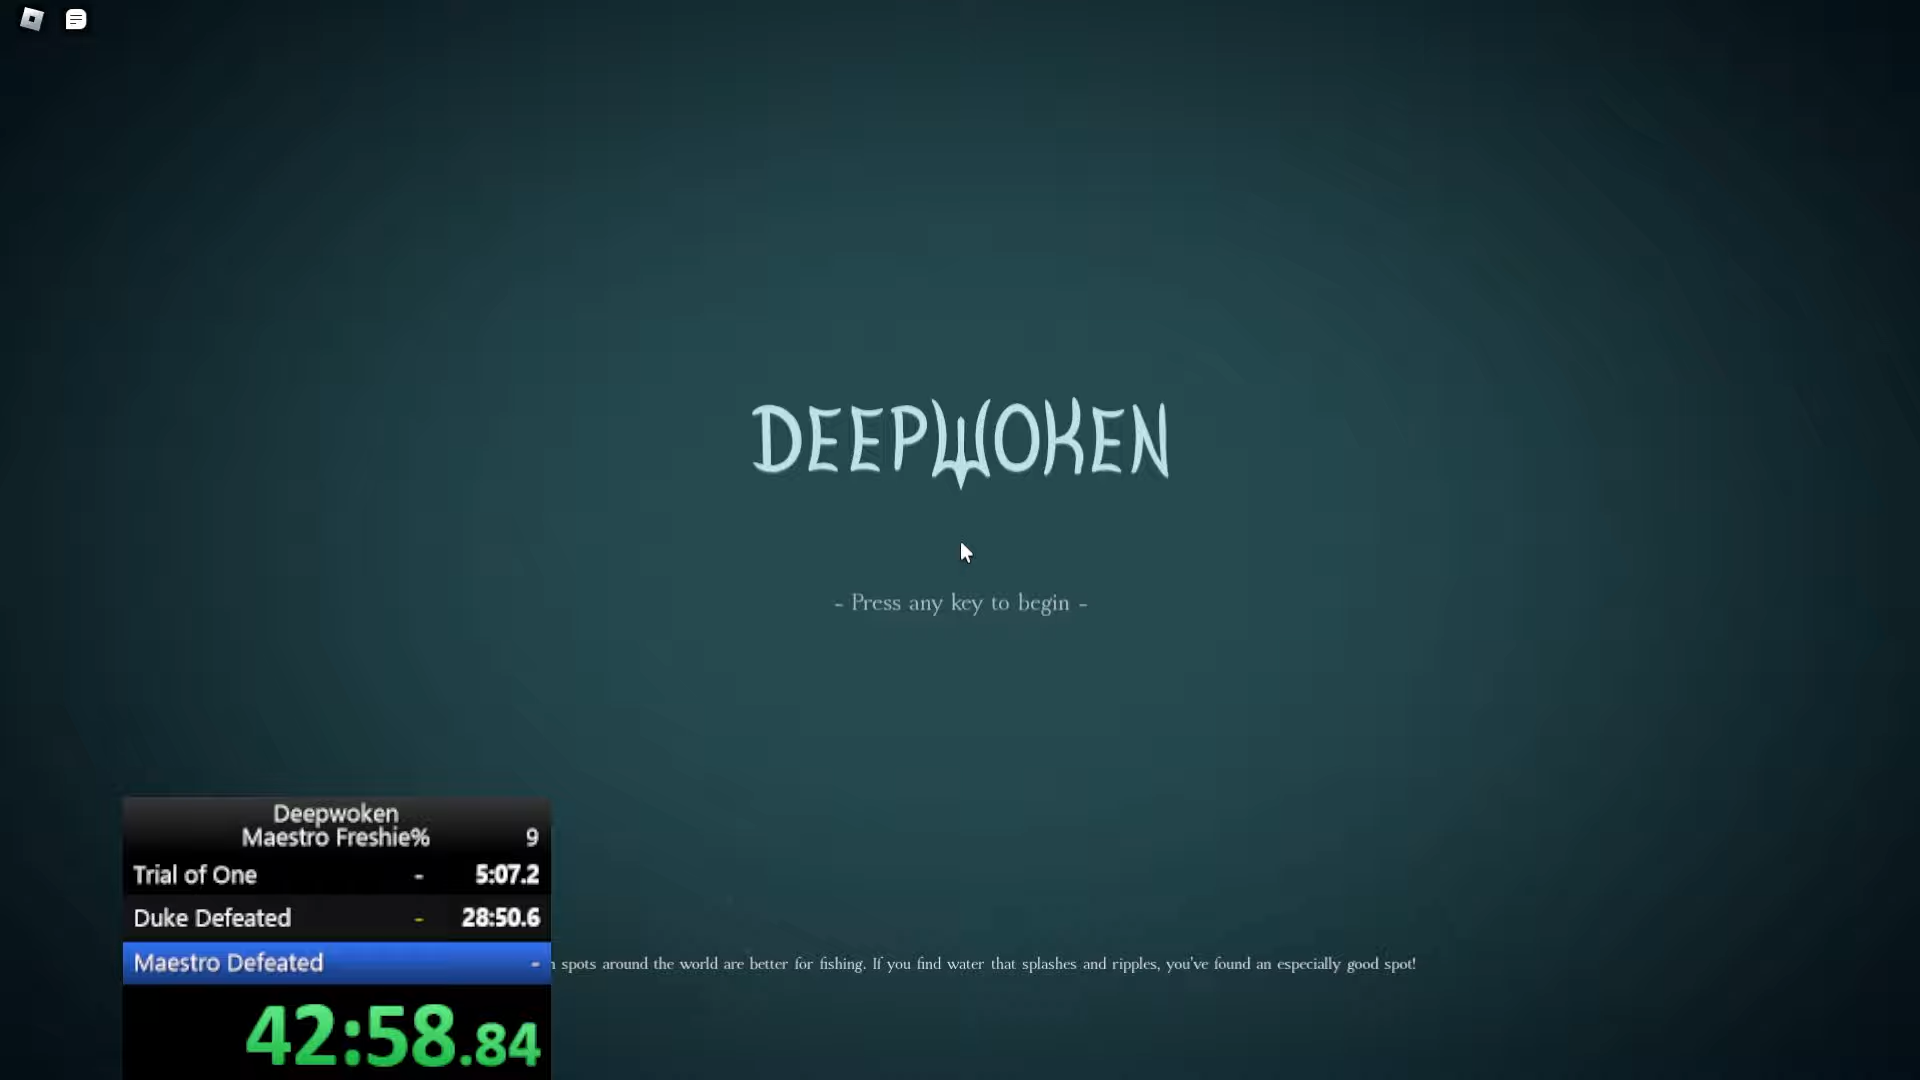 DEEPWOKEN
- Press any key to begin -
Deepwoken
Maestro Freshie% 9
Trial of One - 5:07.2
Duke Defeated - 28:50.6
Maestro Defeated -
spots around the world are better for fishing. If you find water that splashes and ripples, you've found an especially good spot!
42:58.84